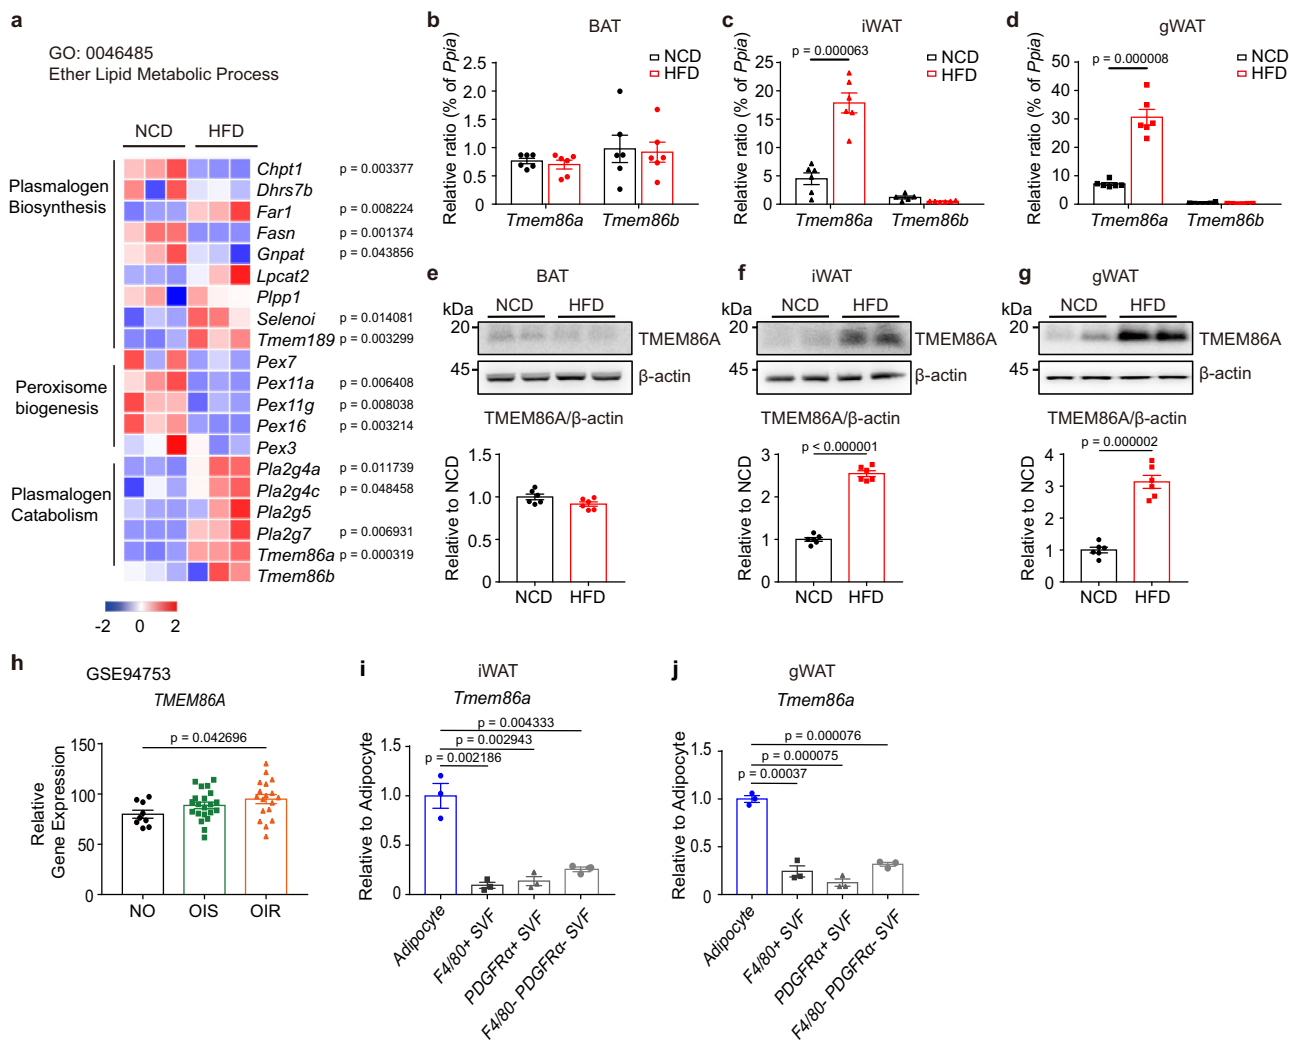 a
GO: 0046485
Ether Lipid Metabolic Process
NCD HFD
Plasmalogen
Biosynthesis
Peroxisome
biogenesis
Plasmalogen
Catabolism
Chpt1 p = 0.003377
Dhrs7b
Far1 p = 0.008224
Fasn p = 0.001374
Gnpat p = 0.043856
Lpcat2
Plpp1
Selenoi p = 0.014081
Tmem189 p = 0.003299
Pex7
Pex11a p = 0.006408
Pex11g p = 0.008038
Pex16 p = 0.003214
Pex3
Pla2g4a p = 0.011739
Pla2g4c p = 0.048458
Pla2g5
Pla2g7 p = 0.006931
Tmem86a p = 0.000319
Tmem86b
-2 0 2
b
BAT
NCD
HFD
Relative ratio (% of Ppia)
2.5
2.0
1.5
1.0
0.5
0
Tmem86a Tmem86b
c
iWAT
NCD
HFD
p = 0.000063
Relative ratio (% of Ppia)
25
20
15
10
5
0
Tmem86a Tmem86b
d
gWAT
NCD
HFD
p = 0.000008
Relative ratio (% of Ppia)
50
40
30
20
10
0
Tmem86a Tmem86b
e
BAT
kDa NCD HFD
20 TMEM86A
45 β-actin
TMEM86A/β-actin
Relative to NCD
1.5
1.0
0.5
0
NCD HFD
f
iWAT
kDa NCD HFD
20 TMEM86A
45 β-actin
TMEM86A/β-actin
p < 0.000001
Relative to NCD
3
2
1
0
NCD HFD
g
gWAT
kDa NCD HFD
20 TMEM86A
45 β-actin
TMEM86A/β-actin
p = 0.000002
Relative to NCD
4
3
2
1
0
NCD HFD
h
GSE94753
TMEM86A
p = 0.042696
Relative
Gene Expression
150
100
50
0
NO OIS OIR
i
iWAT
Tmem86a
p = 0.004333
p = 0.002943
p = 0.002186
Relative to Adipocyte
1.5
1.0
0.5
0
Adipocyte
F4/80+ SVF
PDGFRα+ SVF
F4/80- PDGFRα- SVF
j
gWAT
Tmem86a
p = 0.000076
p = 0.000075
p = 0.00037
Relative to Adipocyte
1.5
1.0
0.5
0
Adipocyte
F4/80+ SVF
PDGFRα+ SVF
F4/80- PDGFRα- SVF